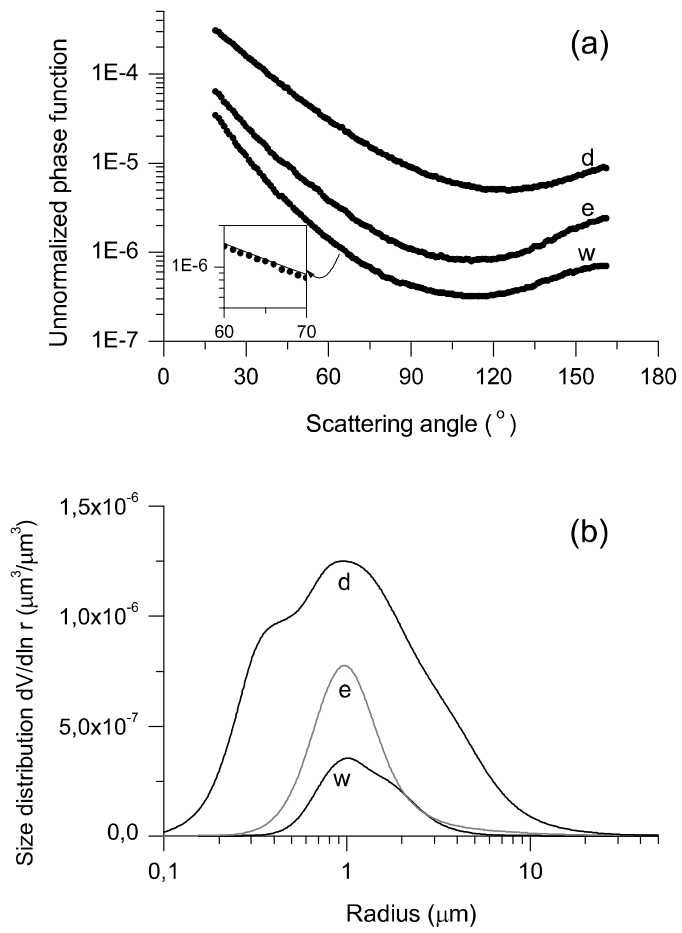 (a)
Unnormalized phase function
1E-4
1E-5
1E-6
1E-7
d
e
w
1E-6
60
70
0
30
60
90
120
150
180
Scattering angle (°)
(b)
Size distribution dV/dln r (μm³/μm³)
1,5x10⁻⁶
1,0x10⁻⁶
5,0x10⁻⁷
0,0
d
e
w
0,1
1
10
Radius (μm)